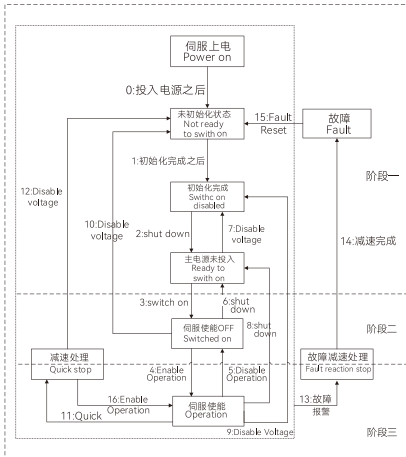 伺服上电
Power on
0:投入电源之后
未初始化状态
Not ready
to swith on
15:Fault
Reset
故障
Fault
阶段一
1:初始化完成之后
12:Disable
voltage
10:Disable
voltage
初始化完成
Swithc on
disabled
2:shut down
7:Disable
voltage
14:减速完成
主电源未投入
Ready to
swith on
3:switch on
6:shut
down
8:shut
down
伺服使能OFF
Switched on
阶段二
减速处理
Quick stop
故障减速处理
Fault reaction stop
4:Enable
Operation
5:Disable
Operation
16:Enable
Operation
11:Quick
伺服使能
Operation
13:故障
报警
9:Disable Voltage
阶段三